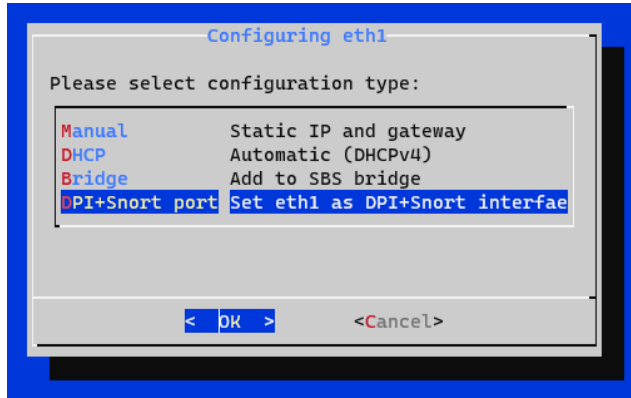 Configuring eth1
Please select configuration type:
Manual Static IP and gateway
DHCP Automatic (DHCPv4)
Bridge Add to SBS bridge
DPI+Snort port Set eth1 as DPI+Snort interfae
< OK > <Cancel>